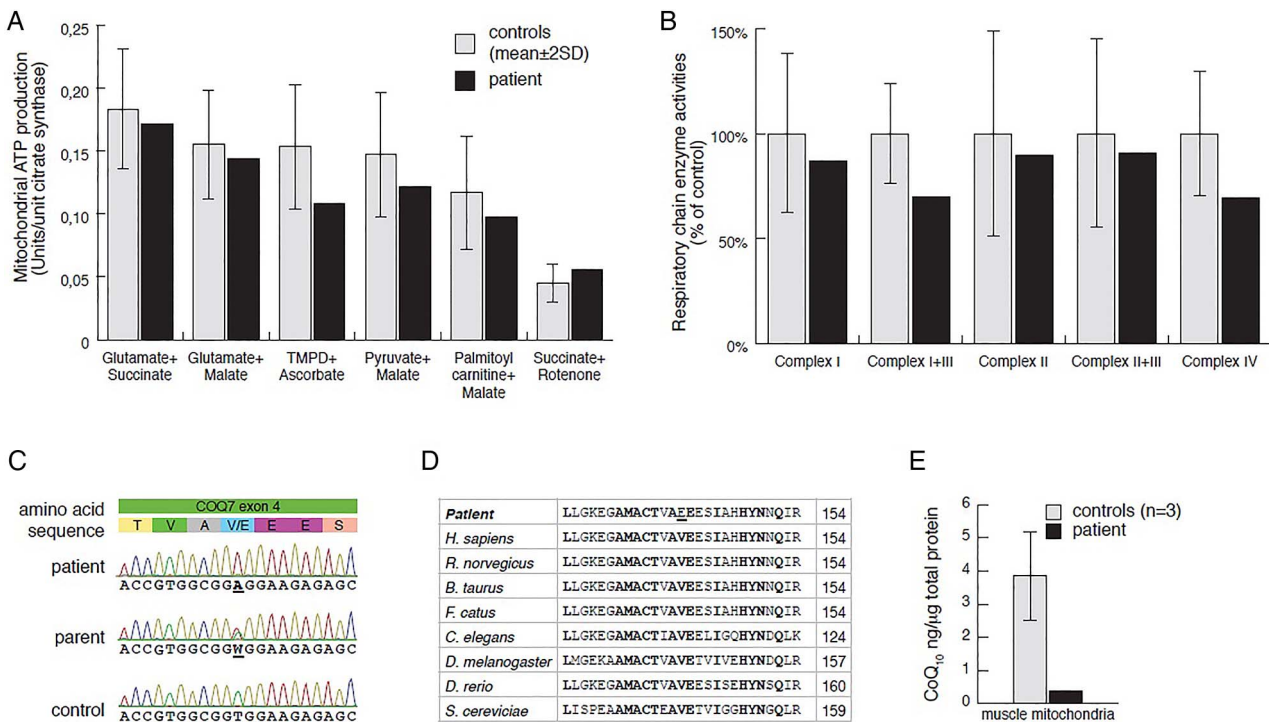 A
Mitochondrial ATP production
(Units/unit citrate synthase)
0,25
0,20
0,15
0,10
0,05
0
controls
(mean±2SD)
patient
Glutamate+
Succinate
Glutamate+
Malate
TMPD+
Ascorbate
Pyruvate+
Malate
Palmitoyl
carnitine+
Malate
Succinate+
Rotenone
B
Respiratory chain enzyme activities
(% of control)
150%
100%
50%
0%
Complex I
Complex I+III
Complex II
Complex II+III
Complex IV
C
amino acid
sequence
COQ7 exon 4
T V A V/E E E S
patient
ACCGTGGCGGAGGAAGAGAGC
parent
ACCGTGGCGGWGGAAGAGAGC
control
ACCGTGGCGGTGGAAGAGAGC
D
Patient LLGKEGAMACTVAEEESIAHHYNNQIR 154
H. sapiens LLGKEGAMACTVAVEESIAHHYNNQIR 154
R. norvegicus LLGKEGAMACTVAVEESIAHHYNNQIR 154
B. taurus LLGKEGAMACTVAVEESIAHHYNNQIR 154
F. catus LLGKEGAMACTVAVEESIAHHYNNQIR 154
C. elegans LLGKEGAMACTIAVEELIGQHYNDQLK 124
D. melanogaster LMGEKAAMACTVAVETVIVEHYNDQLR 157
D. rerio LLGKEGAMACTVAVEESISEHYNSQIR 160
S. cereviciae LISPEAAMACTEAVETVIGGHYNDQLR 159
E
CoQ10 ng/µg total protein
6
5
4
3
2
1
0
controls (n=3)
patient
muscle mitochondria